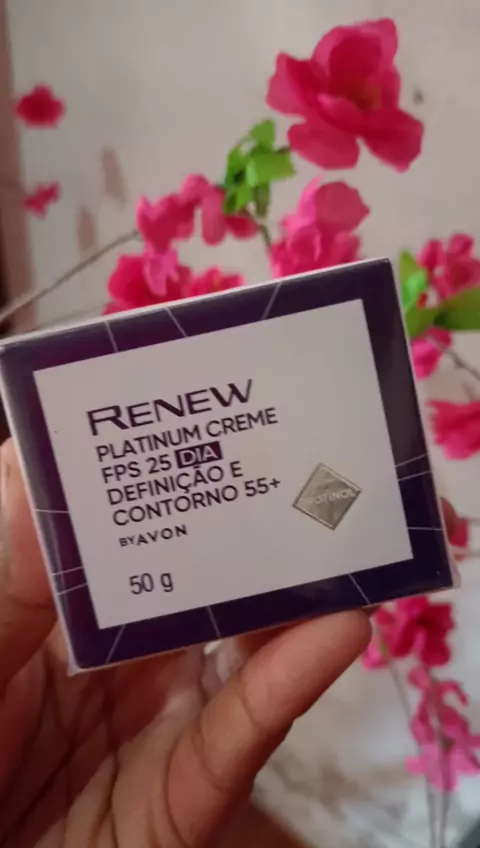 RENEW
PLATINUM CREME
FPS 25 DIA
DEFINIÇÃO E
CONTORNO 55+
BY AVON
50 g